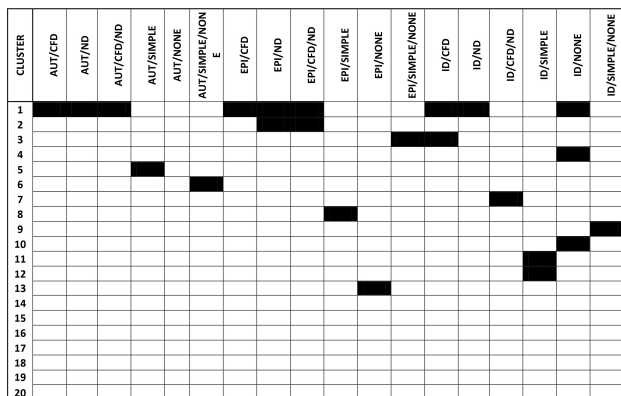 CLUSTER
AUT/CFD
AUT/ND
AUT/CFD/ND
AUT/SIMPLE
AUT/NONE
AUT/SIMPLE/NON
E
EPI/CFD
EPI/ND
EPI/CFD/ND
EPI/SIMPLE
EPI/NONE
EPI/SIMPLE/NONE
ID/CFD
ID/ND
ID/CFD/ND
ID/SIMPLE
ID/NONE
ID/SIMPLE/NONE
1
2
3
4
5
6
7
8
9
10
11
12
13
14
15
16
17
18
19
20